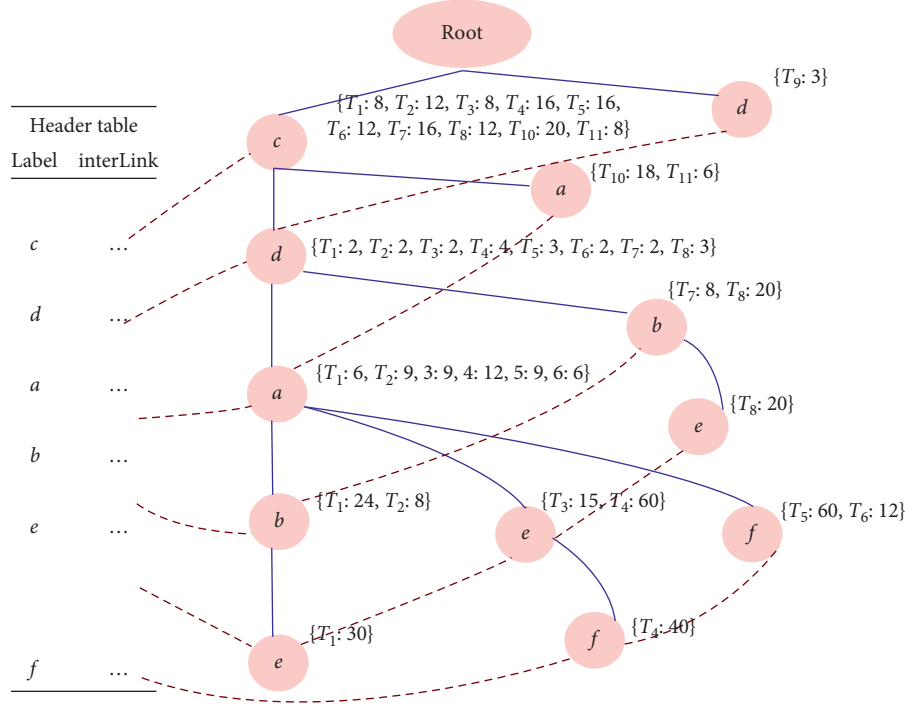 Root
{T₉: 3}
d
{T₁: 8, T₂: 12, T₃: 8, T₄: 16, T₅: 16,
T₆: 12, T₇: 16, T₈: 12, T₁₀: 20, T₁₁: 8}
Header table
Label interLink
c
{T₁₀: 18, T₁₁: 6}
a
c ...
d
{T₁: 2, T₂: 2, T₃: 2, T₄: 4, T₅: 3, T₆: 2, T₇: 2, T₈: 3}
{T₇: 8, T₈: 20}
b
d ...
a ...
a
{T₁: 6, T₂: 9, 3: 9, 4: 12, 5: 9, 6: 6}
{T₈: 20}
e
b ...
{T₁: 24, T₂: 8}
b
{T₃: 15, T₄: 60}
e
{T₅: 60, T₆: 12}
f
e ...
{T₁: 30}
e
{T₄: 40}
f
f ...